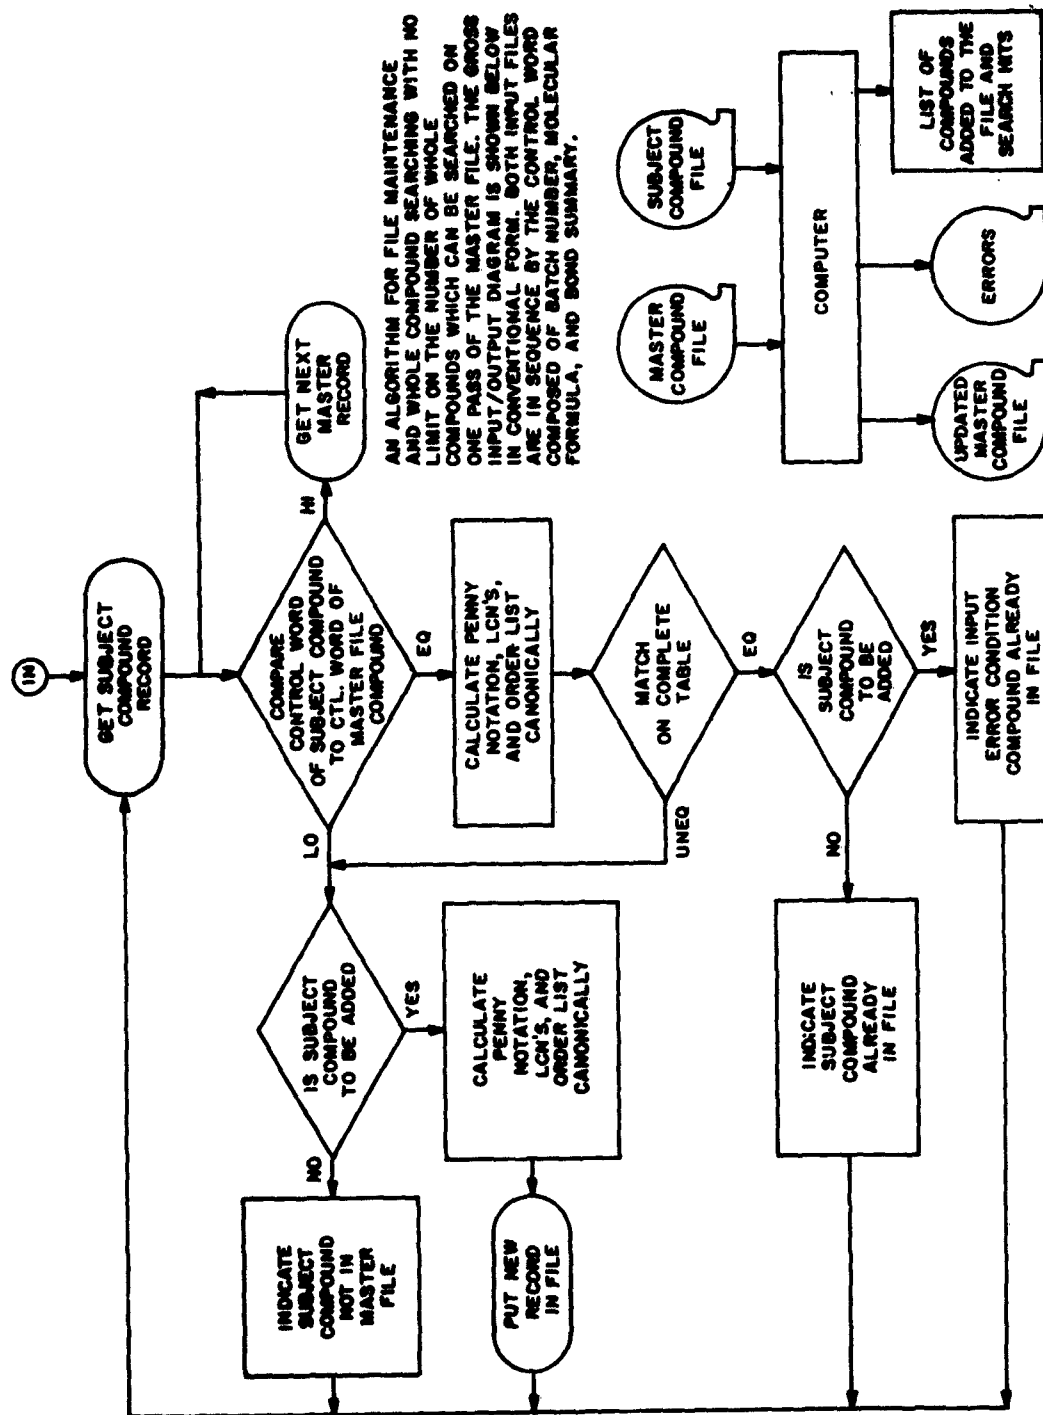 IN
GET SUBJECT
COMPOUND
RECORD
COMPARE
CONTROL WORD
OF SUBJECT COMPOUND
TO CTL. WORD OF
MASTER FILE
COMPOUND
HI
GET NEXT
MASTER
RECORD
LO
EQ
CALCULATE PENNY
NOTATION, LCN'S,
AND ORDER LIST
CANONICALLY
MATCH
ON COMPLETE
TABLE
UNEQ
EQ
IS
SUBJECT
COMPOUND
TO BE
ADDED
NO
YES
INDICATE INPUT
ERROR CONDITION
COMPOUND ALREADY
IN FILE
INDICATE
SUBJECT
COMPOUND
ALREADY
IN FILE
IS SUBJECT
COMPOUND
TO BE ADDED
NO
YES
INDICATE
SUBJECT
COMPOUND
NOT IN
MASTER
FILE
CALCULATE
PENNY
NOTATION,
LCN'S, AND
ORDER LIST
CANONICALLY
PUT NEW
RECORD
IN FILE
AN ALGORITHM FOR FILE MAINTENANCE
AND WHOLE COMPOUND SEARCHING WITH NO
LIMIT ON THE NUMBER OF WHOLE
COMPOUNDS WHICH CAN BE SEARCHED ON
ONE PASS OF THE MASTER FILE. THE GROSS
INPUT/OUTPUT DIAGRAM IS SHOWN BELOW
IN CONVENTIONAL FORM. BOTH INPUT FILES
ARE IN SEQUENCE BY THE CONTROL WORD
COMPOSED OF BATCH NUMBER, MOLECULAR
FORMULA, AND BOND SUMMARY.
MASTER
COMPOUND
FILE
SUBJECT
COMPOUND
FILE
COMPUTER
UPDATED
MASTER
COMPOUND
FILE
ERRORS
LIST OF
COMPOUNDS
ADDED TO THE
FILE AND
SEARCH HITS